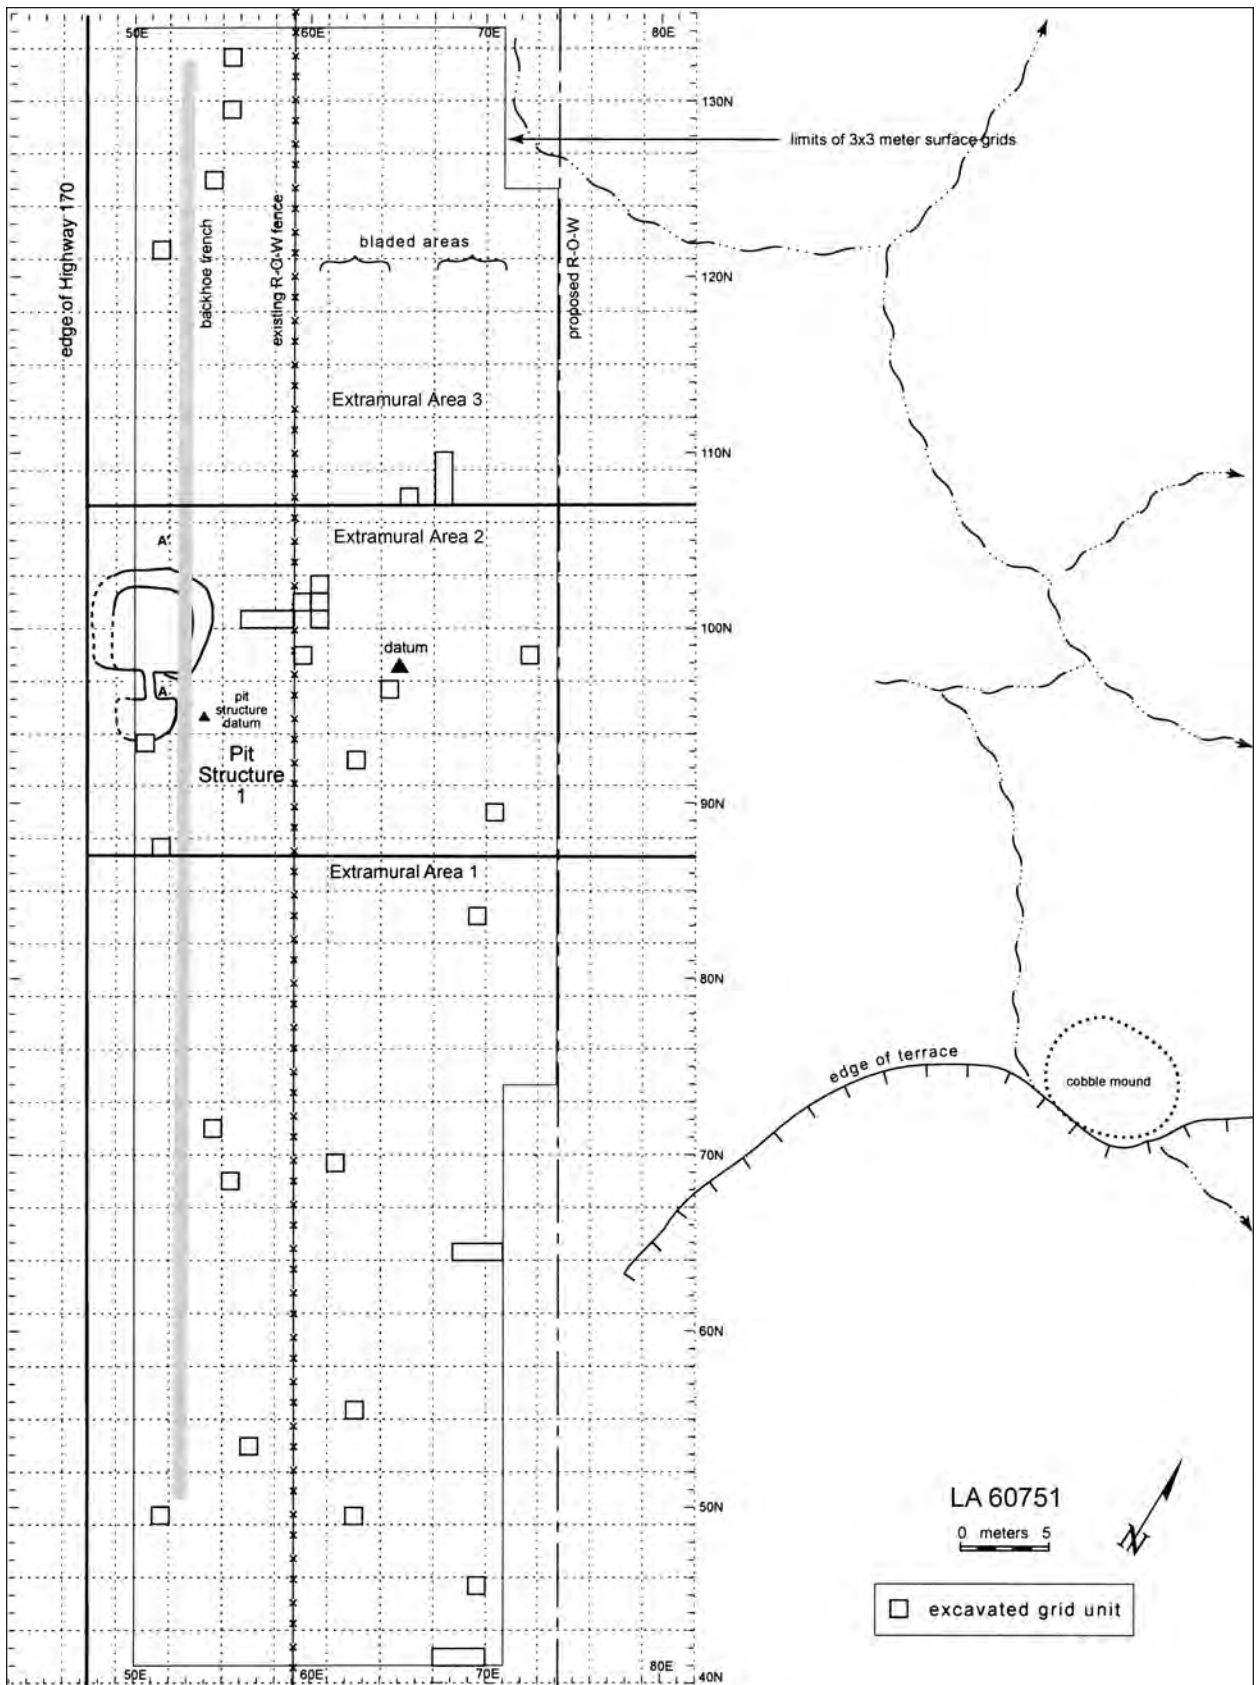 50E
60E
70E
80E
130N
limits of 3x3 meter surface grids
edge of Highway 170
backhoe trench
existing R-O-W fence
bladed areas
proposed R-O-W
120N
Extramural Area 3
110N
Extramural Area 2
A'
100N
datum
A
pit
structure
datum
Pit
Structure
1
90N
Extramural Area 1
80N
edge of terrace
cobble mound
70N
60N
50N
LA 60751
0 meters 5
N
excavated grid unit
50E
60E
70E
80E
40N